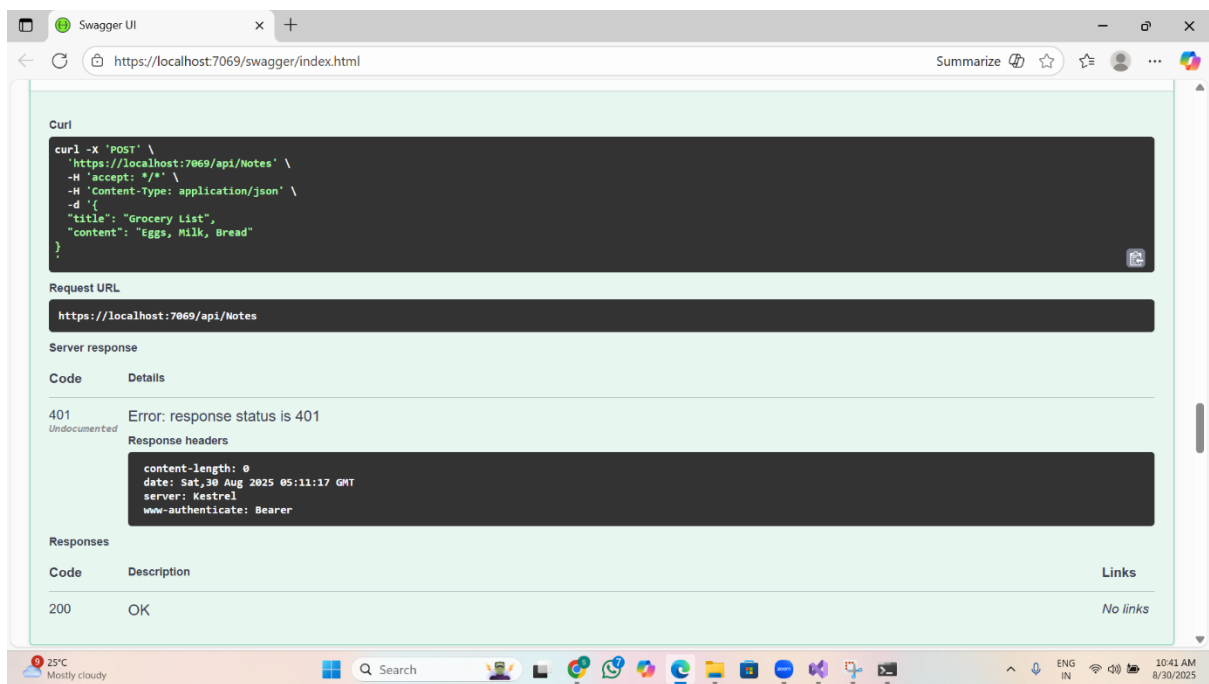 Swagger UI
https://localhost:7069/swagger/index.html
Summarize
Curl
curl -X 'POST' \
'https://localhost:7069/api/Notes' \
-H 'accept: */*' \
-H 'Content-Type: application/json' \
-d '{
"title": "Grocery List",
"content": "Eggs, Milk, Bread"
}
'
Request URL
https://localhost:7069/api/Notes
Server response
Code Details
401 Error: response status is 401
Undocumented
Response headers
content-length: 0
date: Sat,30 Aug 2025 05:11:17 GMT
server: Kestrel
www-authenticate: Bearer
Responses
Code Description Links
200 OK No links
9 25°C
Mostly cloudy
Search
7
zoom
ENG
IN
10:41 AM
8/30/2025